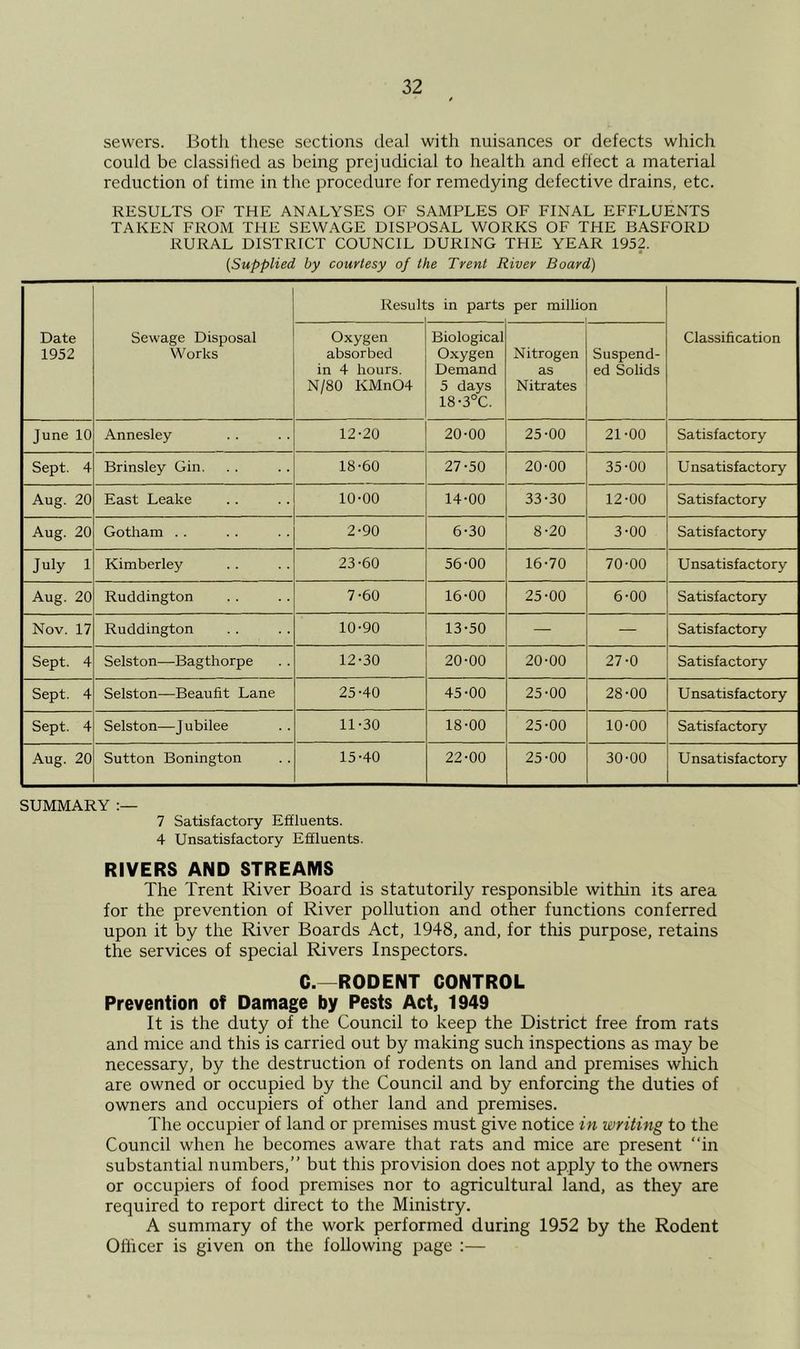 32
sewers. Both these sections deal with nuisances or defects which
could be classified as being prejudicial to health and effect a material
reduction of time in the procedure for remedying defective drains, etc.
RESULTS OF THE ANALYSES OF SAMPLES OF FINAL EFFLUENTS
TAKEN FROM THE SEWAGE DISPOSAL WORKS OF THE BASFORD
RURAL DISTRICT COUNCIL DURING THE YEAR 1952.
(Supplied by courtesy of the Trent River Board)
Date 1952 | Sewage Disposal Works | Results in parts per million | Classification
Oxygen absorbed in 4 hours. N/80 KMnO4 | Biological Oxygen Demand 5 days 18·3°C. | Nitrogen as Nitrates | Suspend-ed Solids
June 10 | Annesley . . . . | 12·20 | 20·00 | 25·00 | 21·00 | Satisfactory
Sept. 4 | Brinsley Gin. . . . . | 18·60 | 27·50 | 20·00 | 35·00 | Unsatisfactory
Aug. 20 | East Leake . . . . | 10·00 | 14·00 | 33·30 | 12·00 | Satisfactory
Aug. 20 | Gotham . . . . . . | 2·90 | 6·30 | 8·20 | 3·00 | Satisfactory
July 1 | Kimberley . . . . | 23·60 | 56·00 | 16·70 | 70·00 | Unsatisfactory
Aug. 20 | Ruddington . . . . | 7·60 | 16·00 | 25·00 | 6·00 | Satisfactory
Nov. 17 | Ruddington . . . . | 10·90 | 13·50 | — | — | Satisfactory
Sept. 4 | Selston—Bagthorpe . . | 12·30 | 20·00 | 20·00 | 27·0 | Satisfactory
Sept. 4 | Selston—Beaufit Lane | 25·40 | 45·00 | 25·00 | 28·00 | Unsatisfactory
Sept. 4 | Selston—Jubilee . . | 11·30 | 18·00 | 25·00 | 10·00 | Satisfactory
Aug. 20 | Sutton Bonington . . | 15·40 | 22·00 | 25·00 | 30·00 | Unsatisfactory
SUMMARY :—
7 Satisfactory Effluents.
4 Unsatisfactory Effluents.
RIVERS AND STREAMS
The Trent River Board is statutorily responsible within its area
for the prevention of River pollution and other functions conferred
upon it by the River Boards Act, 1948, and, for this purpose, retains
the services of special Rivers Inspectors.
C.—RODENT CONTROL
Prevention of Damage by Pests Act, 1949
It is the duty of the Council to keep the District free from rats
and mice and this is carried out by making such inspections as may be
necessary, by the destruction of rodents on land and premises which
are owned or occupied by the Council and by enforcing the duties of
owners and occupiers of other land and premises.
The occupier of land or premises must give notice in writing to the
Council when he becomes aware that rats and mice are present "in
substantial numbers," but this provision does not apply to the owners
or occupiers of food premises nor to agricultural land, as they are
required to report direct to the Ministry.
A summary of the work performed during 1952 by the Rodent
Officer is given on the following page :—